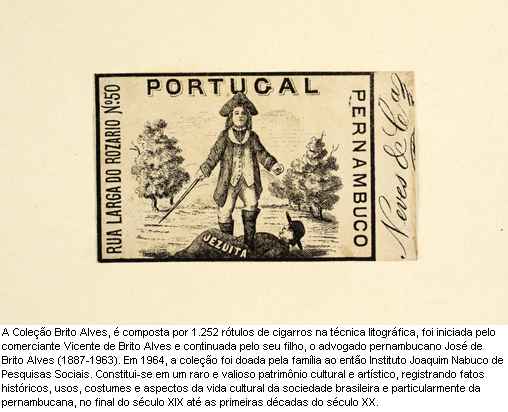 PORTUGAL
RUA LARGA DO ROZARIO Nº50
PERNAMBUCO
JEZUITA
Neves & Cª
A Coleção Brito Alves, é composta por 1.252 rótulos de cigarros na técnica litográfica, foi iniciada pelo
comerciante Vicente de Brito Alves e continuada pelo seu filho, o advogado pernambucano José de
Brito Alves (1887-1963). Em 1964, a coleção foi doada pela família ao então Instituto Joaquim Nabuco de
Pesquisas Sociais. Constitui-se em um raro e valioso patrimônio cultural e artístico, registrando fatos
históricos, usos, costumes e aspectos da vida cultural da sociedade brasileira e particularmente da
pernambucana, no final do século XIX até as primeiras décadas do século XX.